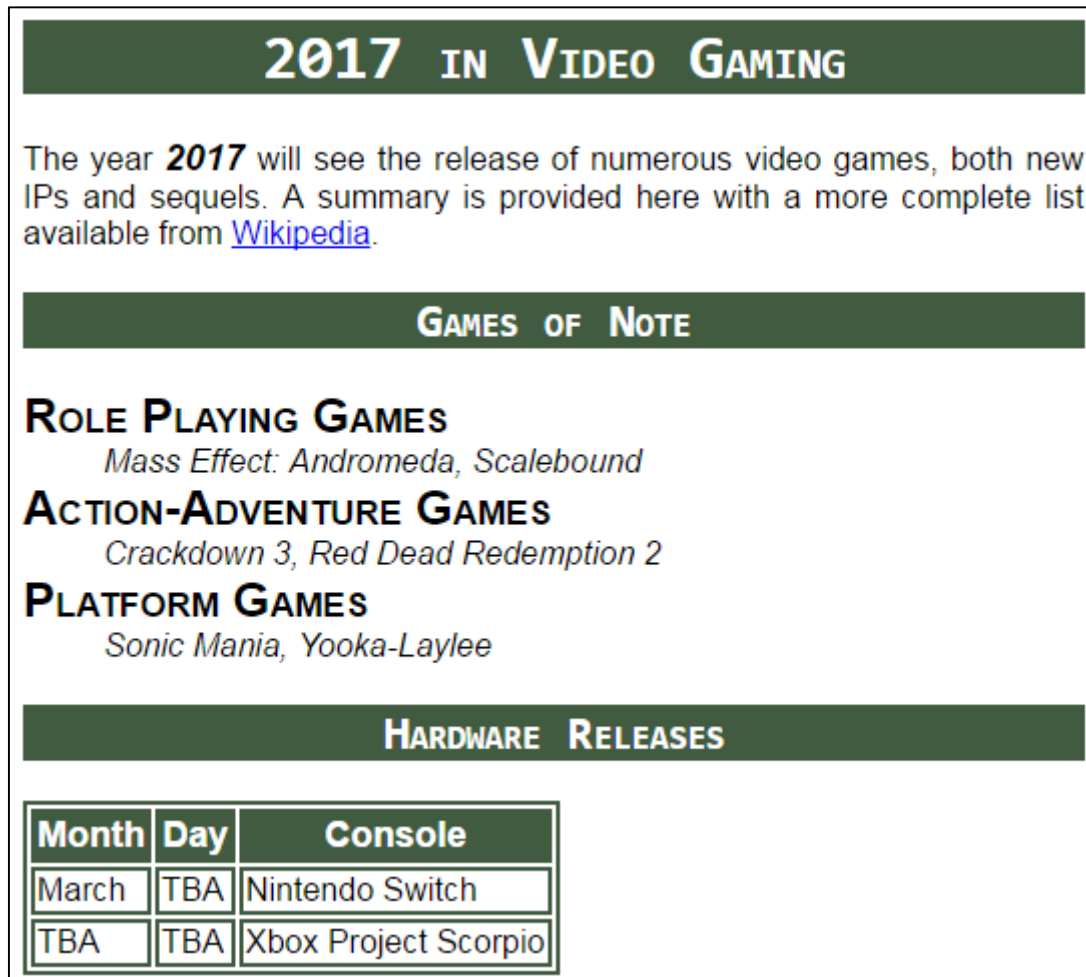 2017 in Video Gaming
The year 2017 will see the release of numerous video games, both new
IPs and sequels. A summary is provided here with a more complete list
available from Wikipedia.
Games of Note
Role Playing Games
Mass Effect: Andromeda, Scalebound
Action-Adventure Games
Crackdown 3, Red Dead Redemption 2
Platform Games
Sonic Mania, Yooka-Laylee
Hardware Releases
Month Day Console
March TBA Nintendo Switch
TBA TBA Xbox Project Scorpio